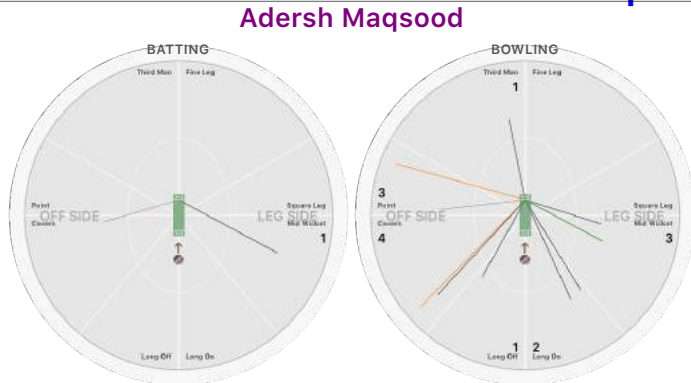 Adersh Maqsood
BATTING
BOWLING
Third Man
Fine Leg
Third Man
Fine Leg
1
Point
OFF SIDE
Covers
Square Leg
LEG SIDE
Mid Wicket
1
3
Point
OFF SIDE
Covers
4
Square Leg
LEG SIDE
Mid Wicket
3
Long Off
Long On
1
2
Long Off
Long On